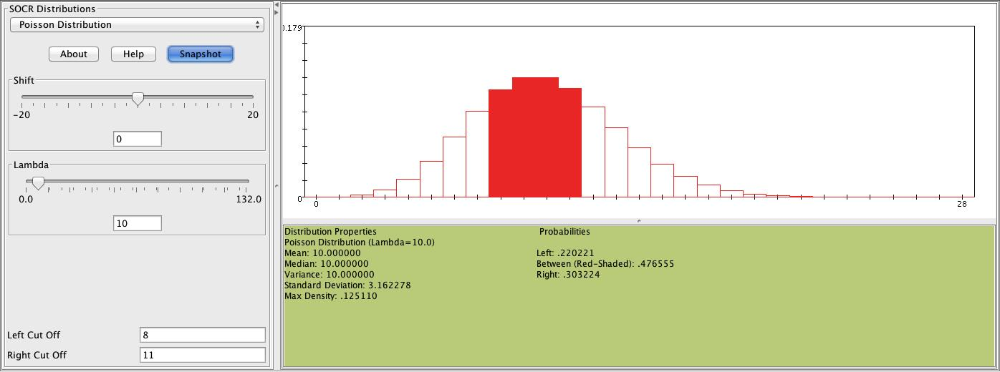 SOCR Distributions
Poisson Distribution
About Help Snapshot
Shift
-20 20
0
Lambda
0.0 132.0
10
Left Cut Off 8
Right Cut Off 11
0.179
0
0 28
Distribution Properties
Poisson Distribution (Lambda=10.0)
Mean: 10.000000
Median: 10.000000
Variance: 10.000000
Standard Deviation: 3.162278
Max Density: .125110
Probabilities
Left: .220221
Between (Red-Shaded): .476555
Right: .303224